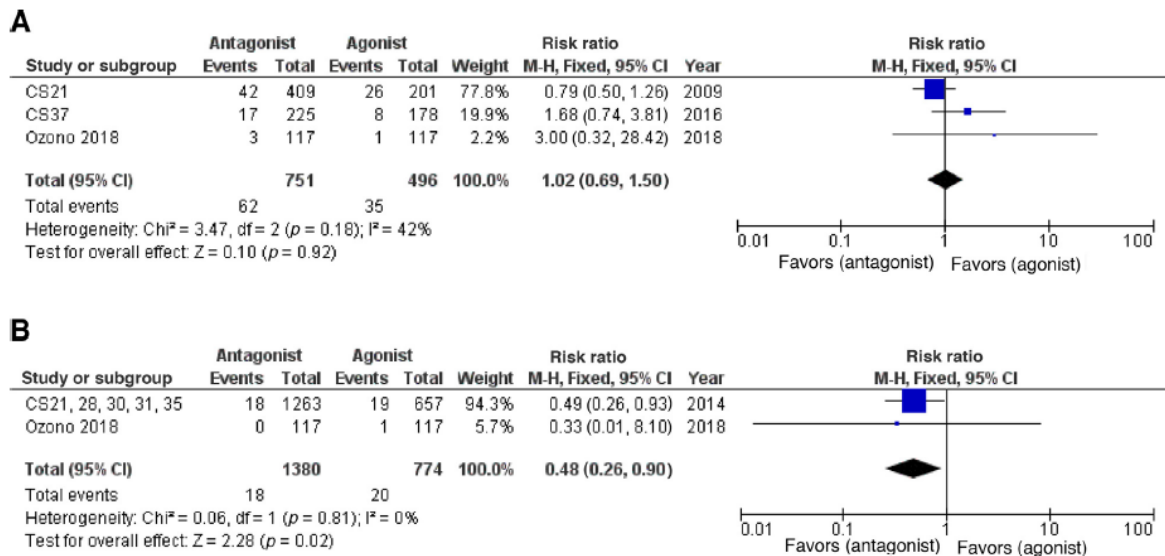 A
Antagonist Agonist Risk ratio Risk ratio
Study or subgroup Events Total Events Total Weight M-H, Fixed, 95% CI Year M-H, Fixed, 95% CI
CS21 42 409 26 201 77.8% 0.79 (0.50, 1.26) 2009
CS37 17 225 8 178 19.9% 1.68 (0.74, 3.81) 2016
Ozono 2018 3 117 1 117 2.2% 3.00 (0.32, 28.42) 2018
Total (95% CI) 751 496 100.0% 1.02 (0.69, 1.50)
Total events 62 35
Heterogeneity: Chi² = 3.47, df = 2 (p = 0.18); I² = 42%
Test for overall effect: Z = 0.10 (p = 0.92)
0.01 0.1 1 10 100
Favors (antagonist) Favors (agonist)
B
Antagonist Agonist Risk ratio Risk ratio
Study or subgroup Events Total Events Total Weight M-H, Fixed, 95% CI Year M-H, Fixed, 95% CI
CS21, 28, 30, 31, 35 18 1263 19 657 94.3% 0.49 (0.26, 0.93) 2014
Ozono 2018 0 117 1 117 5.7% 0.33 (0.01, 8.10) 2018
Total (95% CI) 1380 774 100.0% 0.48 (0.26, 0.90)
Total events 18 20
Heterogeneity: Chi² = 0.06, df = 1 (p = 0.81); I² = 0%
Test for overall effect: Z = 2.28 (p = 0.02)
0.01 0.1 1 10 100
Favors (antagonist) Favors (agonist)